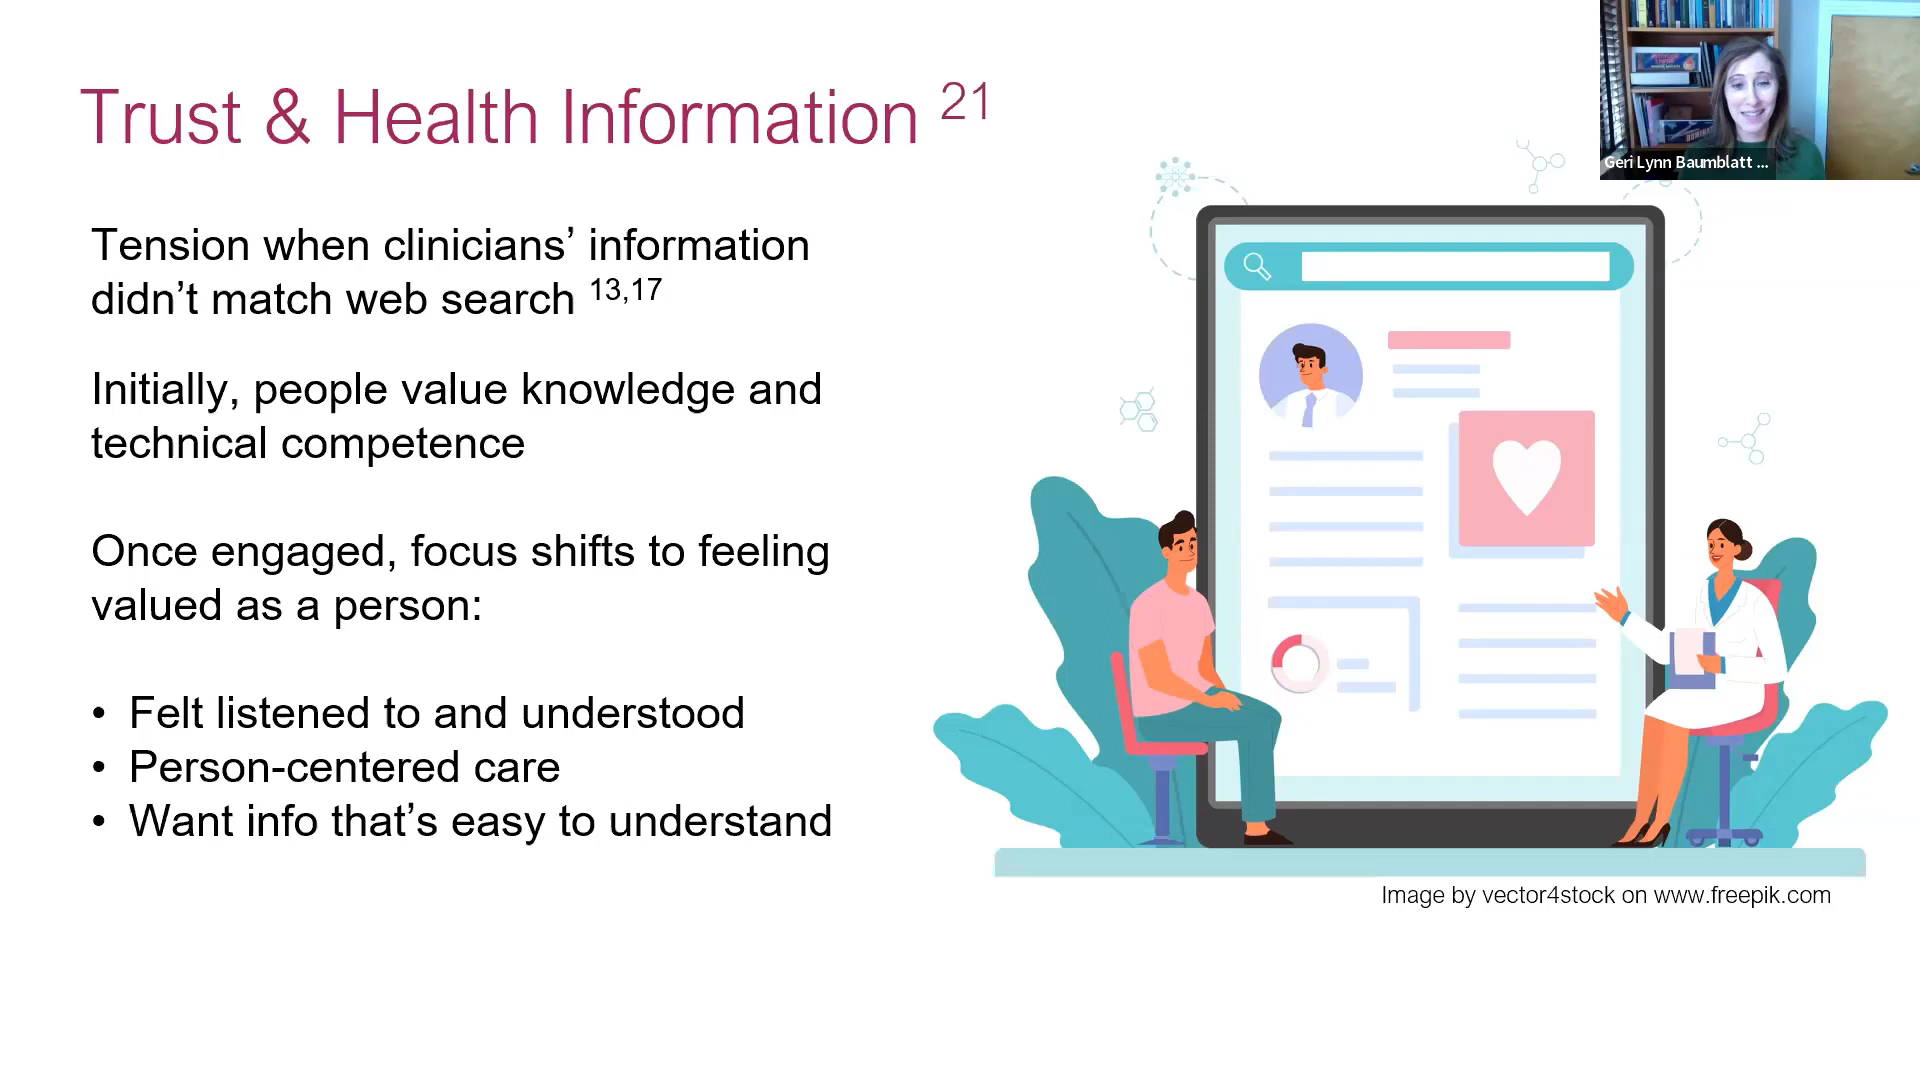 Trust & Health Information 21
Geri Lynn Baumblatt ...
Tension when clinicians’ information
didn’t match web search 13,17
Initially, people value knowledge and
technical competence
Once engaged, focus shifts to feeling
valued as a person:
• Felt listened to and understood
• Person-centered care
• Want info that’s easy to understand
Image by vector4stock on www.freepik.com